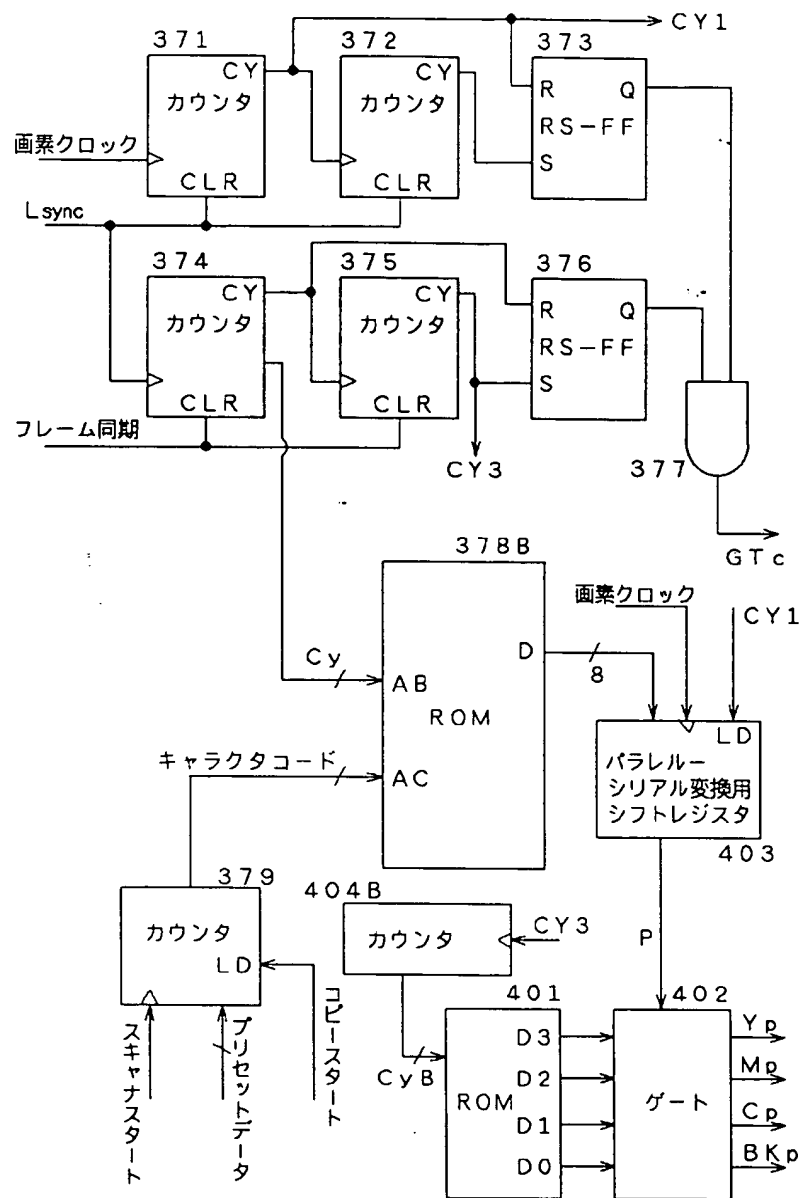 CY1
371
372
373
CY
カウンタ
CLR
CY
カウンタ
R
Q
RS-FF
S
画素クロック
Lsync
374
375
376
CY
カウンタ
CLR
CY
カウンタ
R
Q
RS-FF
S
フレーム同期
CY3
377
GTc
378B
画素クロック
CY1
Cy
AB
D
8
ROM
LD
キャラクタコード
AC
パラレルー
シリアル変換用
シフトレジスタ
403
379
カウンタ
LD
404B
カウンタ
CY3
P
スキャナスタート
プリセットデータ
コピースタート
CyB
401
ROM
D3
D2
D1
D0
402
ゲート
Yp
Mp
Cp
BKp